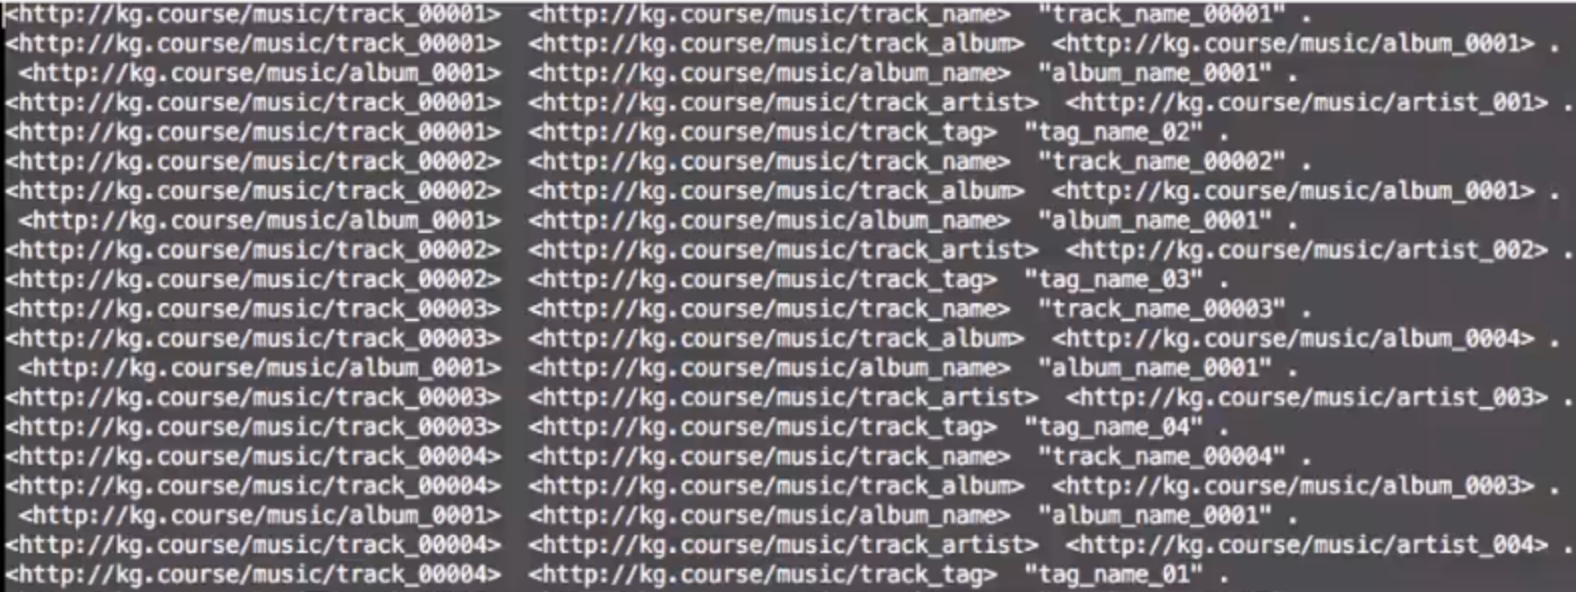 <http://kg.course/music/track_00001>  <http://kg.course/music/track_name>  "track_name_00001" .
<http://kg.course/music/track_00001>  <http://kg.course/music/track_album>  <http://kg.course/music/album_0001> .
 <http://kg.course/music/album_0001>  <http://kg.course/music/album_name>  "album_name_0001" .
<http://kg.course/music/track_00001>  <http://kg.course/music/track_artist>  <http://kg.course/music/artist_001> .
<http://kg.course/music/track_00001>  <http://kg.course/music/track_tag>  "tag_name_02" .
<http://kg.course/music/track_00002>  <http://kg.course/music/track_name>  "track_name_00002" .
<http://kg.course/music/track_00002>  <http://kg.course/music/track_album>  <http://kg.course/music/album_0001> .
 <http://kg.course/music/album_0001>  <http://kg.course/music/album_name>  "album_name_0001" .
<http://kg.course/music/track_00002>  <http://kg.course/music/track_artist>  <http://kg.course/music/artist_002> .
<http://kg.course/music/track_00002>  <http://kg.course/music/track_tag>  "tag_name_03" .
<http://kg.course/music/track_00003>  <http://kg.course/music/track_name>  "track_name_00003" .
<http://kg.course/music/track_00003>  <http://kg.course/music/track_album>  <http://kg.course/music/album_0004> .
 <http://kg.course/music/album_0001>  <http://kg.course/music/album_name>  "album_name_0001" .
<http://kg.course/music/track_00003>  <http://kg.course/music/track_artist>  <http://kg.course/music/artist_003> .
<http://kg.course/music/track_00003>  <http://kg.course/music/track_tag>  "tag_name_04" .
<http://kg.course/music/track_00004>  <http://kg.course/music/track_name>  "track_name_00004" .
<http://kg.course/music/track_00004>  <http://kg.course/music/track_album>  <http://kg.course/music/album_0003> .
 <http://kg.course/music/album_0001>  <http://kg.course/music/album_name>  "album_name_0001" .
<http://kg.course/music/track_00004>  <http://kg.course/music/track_artist>  <http://kg.course/music/artist_004> .
<http://kg.course/music/track_00004>  <http://kg.course/music/track_tag>  "tag_name_01" .